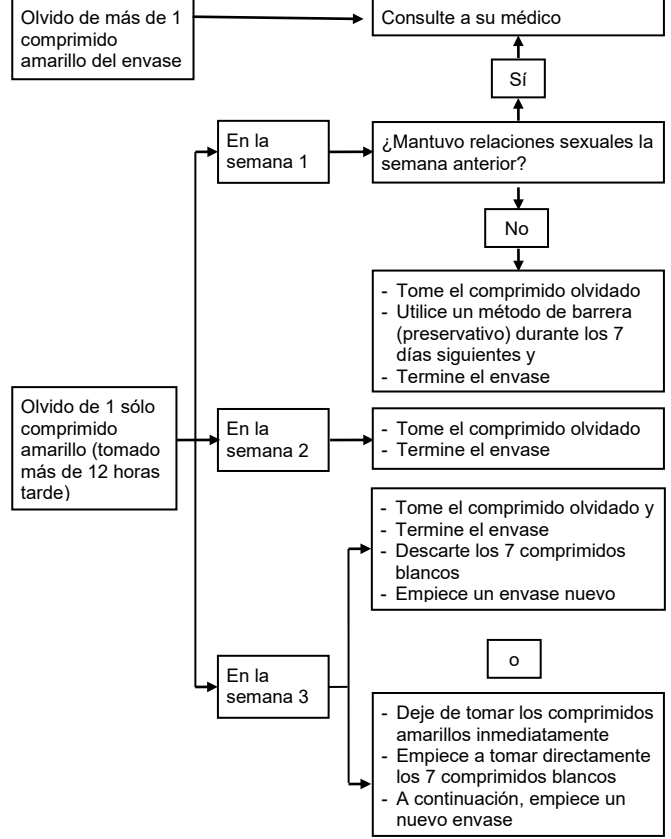 Olvido de más de 1
comprimido
amarillo del envase
Consulte a su médico
Sí
En la
semana 1
¿Mantuvo relaciones sexuales la
semana anterior?
No
- Tome el comprimido olvidado
- Utilice un método de barrera
(preservativo) durante los 7
días siguientes y
- Termine el envase
Olvido de 1 sólo
comprimido
amarillo (tomado
más de 12 horas
tarde)
En la
semana 2
- Tome el comprimido olvidado
- Termine el envase
- Tome el comprimido olvidado y
- Termine el envase
- Descarte los 7 comprimidos
blancos
- Empiece un envase nuevo
o
En la
semana 3
- Deje de tomar los comprimidos
amarillos inmediatamente
- Empiece a tomar directamente
los 7 comprimidos blancos
- A continuación, empiece un
nuevo envase